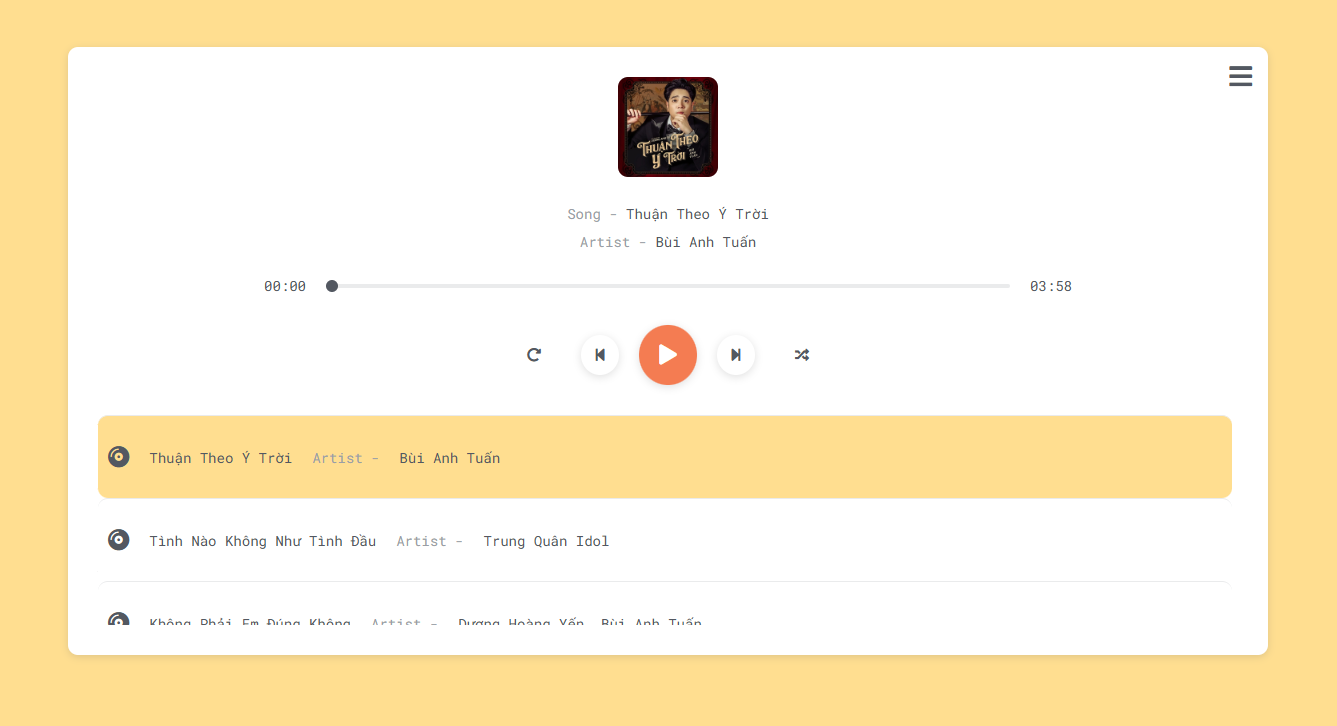 THUẬN THEO
Ý TRỜI
Song - Thuận Theo Ý Trời
Artist - Bùi Anh Tuấn
00:00
03:58
Thuận Theo Ý Trời Artist - Bùi Anh Tuấn
Tình Nào Không Như Tình Đầu Artist - Trung Quân Idol
Không Phải Em Đúng Không Artist - Dương Hoàng Yến, Bùi Anh Tuấn